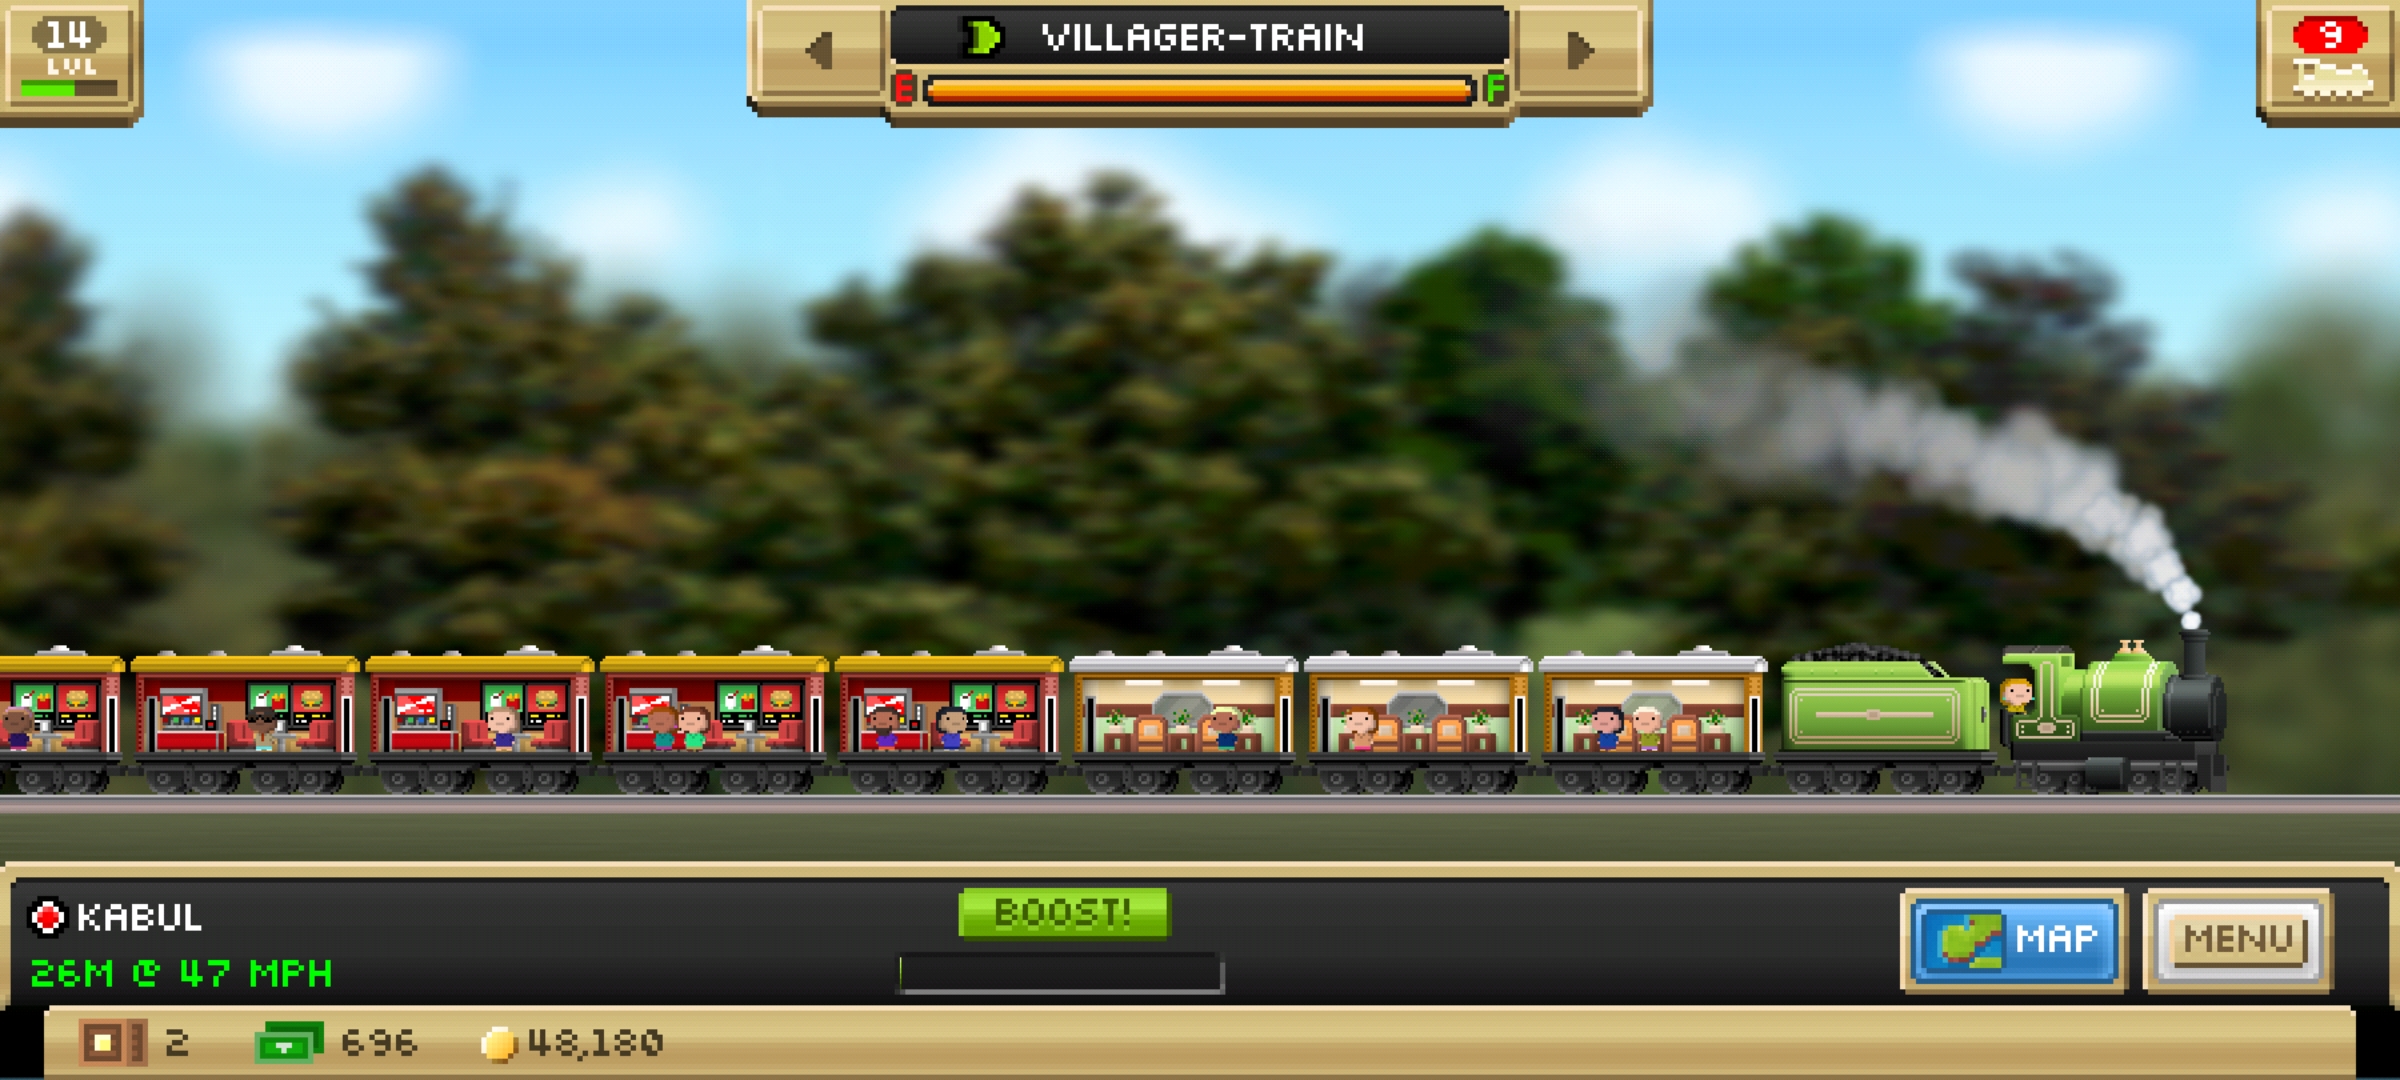 14
LVL
VILLAGER-TRAIN
E F
9
KABUL
26M @ 47 MPH
BOOST!
MAP
MENU
2
696
48,180